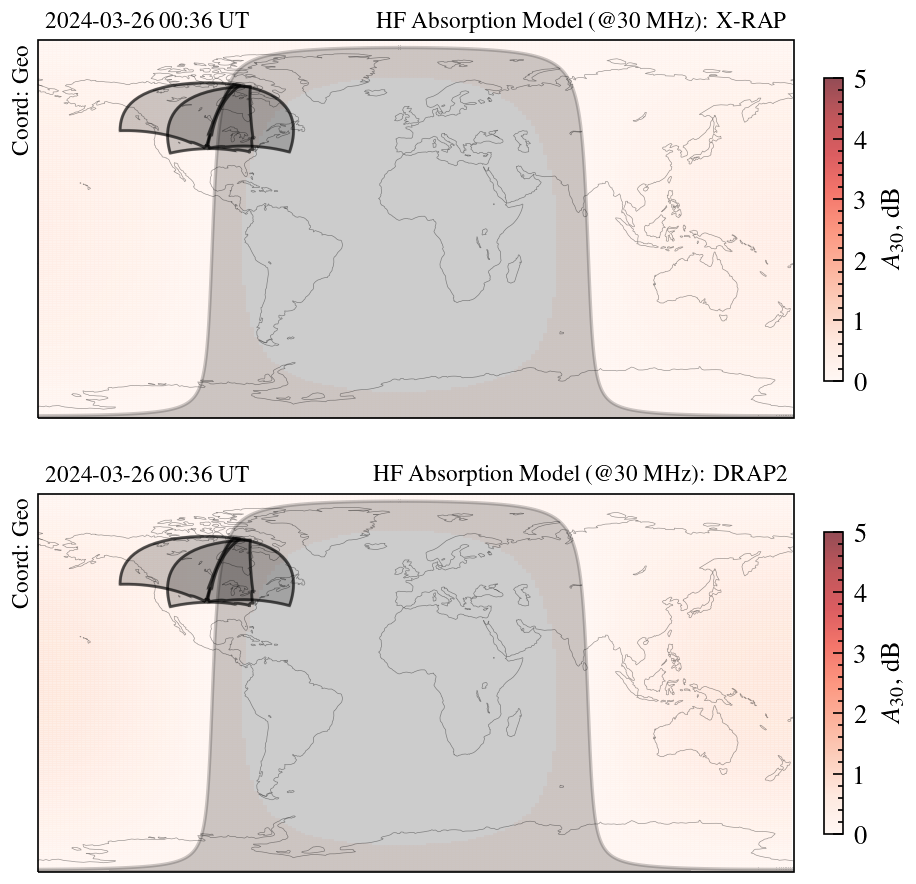 2024-03-26 00:36 UT
HF Absorption Model (@30 MHz): X-RAP
Coord: Geo
5
4
3
2
1
0
A30, dB
2024-03-26 00:36 UT
HF Absorption Model (@30 MHz): DRAP2
Coord: Geo
5
4
3
2
1
0
A30, dB